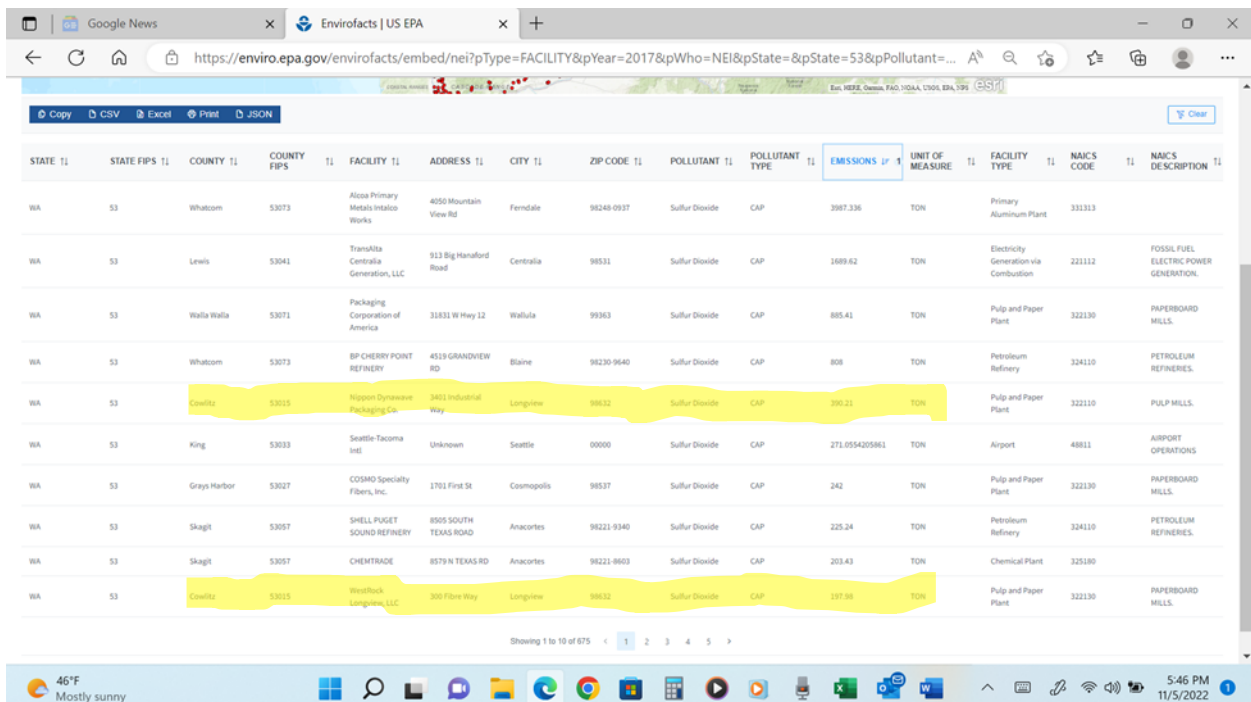 Google News
Envirofacts | US EPA
https://enviro.epa.gov/envirofacts/embed/nei?pType=FACILITY&pYear=2017&pWho=NEI&pState=&pState=53&pPollutant=...
esri
Copy CSV Excel Print JSON
Clear
STATE STATE FIPS COUNTY COUNTY FIPS FACILITY ADDRESS CITY ZIP CODE POLLUTANT POLLUTANT TYPE EMISSIONS 1 UNIT OF MEASURE FACILITY TYPE NAICS CODE NAICS DESCRIPTION
WA 53 Whatcom 53073 Alcoa Primary Metals Intalco Works 4050 Mountain View Rd Ferndale 98248-0937 Sulfur Dioxide CAP 3987.336 TON Primary Aluminum Plant 331313
WA 53 Lewis 53041 TransAlta Centralia Generation, LLC 913 Big Hanaford Road Centralia 98531 Sulfur Dioxide CAP 1689.62 TON Electricity Generation via Combustion 221112 FOSSIL FUEL ELECTRIC POWER GENERATION.
WA 53 Walla Walla 53071 Packaging Corporation of America 31831 W Hwy 12 Wallula 99363 Sulfur Dioxide CAP 885.41 TON Pulp and Paper Plant 322130 PAPERBOARD MILLS.
WA 53 Whatcom 53073 BP CHERRY POINT REFINERY 4519 GRANDVIEW RD Blaine 98230-9640 Sulfur Dioxide CAP 808 TON Petroleum Refinery 324110 PETROLEUM REFINERIES.
WA 53 Cowlitz 53015 Nippon Dynawave Packaging Co. 3401 Industrial Way Longview 98632 Sulfur Dioxide CAP 390.21 TON Pulp and Paper Plant 322110 PULP MILLS.
WA 53 King 53033 Seattle-Tacoma Intl Unknown Seattle 00000 Sulfur Dioxide CAP 271.0554205861 TON Airport 48811 AIRPORT OPERATIONS
WA 53 Grays Harbor 53027 COSMO Specialty Fibers, Inc. 1701 First St Cosmopolis 98537 Sulfur Dioxide CAP 242 TON Pulp and Paper Plant 322130 PAPERBOARD MILLS.
WA 53 Skagit 53057 SHELL PUGET SOUND REFINERY 8505 SOUTH TEXAS ROAD Anacortes 98221-9340 Sulfur Dioxide CAP 225.24 TON Petroleum Refinery 324110 PETROLEUM REFINERIES.
WA 53 Skagit 53057 CHEMTRADE 8579 N TEXAS RD Anacortes 98221-8603 Sulfur Dioxide CAP 203.43 TON Chemical Plant 325180
WA 53 Cowlitz 53015 WestRock Longview, LLC 300 Fibre Way Longview 98632 Sulfur Dioxide CAP 197.98 TON Pulp and Paper Plant 322130 PAPERBOARD MILLS.
Showing 1 to 10 of 675 < 1 2 3 4 5 >
46°F
Mostly sunny
5:46 PM
11/5/2022
1